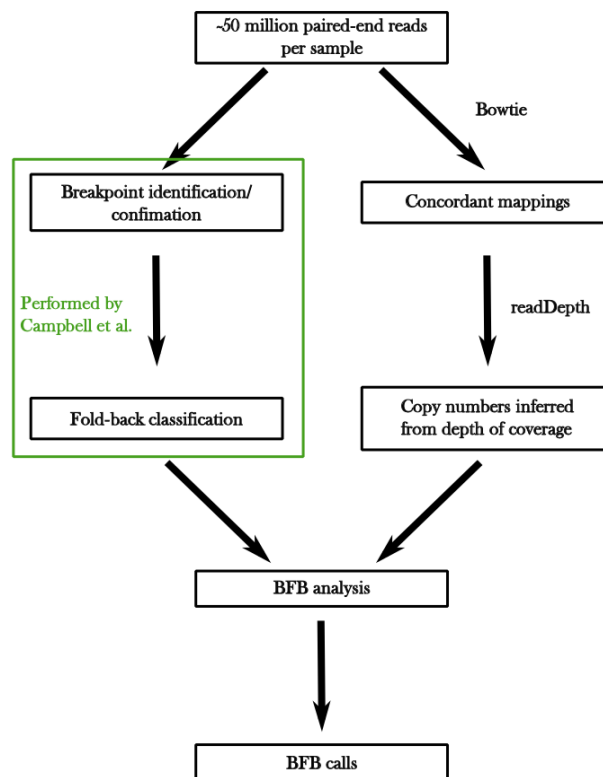 ~50 million paired-end reads
per sample
Bowtie
Breakpoint identification/
confimation
Concordant mappings
Performed by
Campbell et al.
readDepth
Fold-back classification
Copy numbers inferred
from depth of coverage
BFB analysis
BFB calls